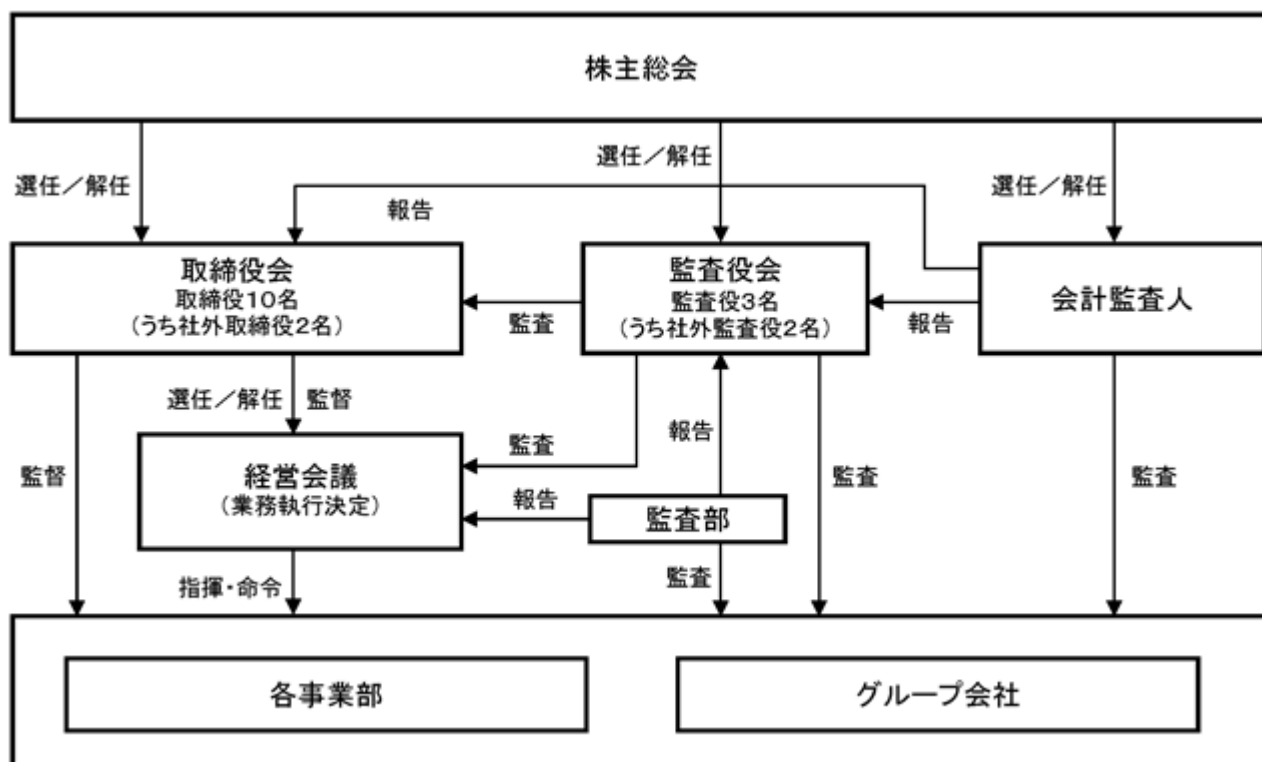 株主総会
選任／解任
選任／解任
選任／解任
報告
取締役会
取締役10名
（うち社外取締役2名）
監査
監査役会
監査役3名
（うち社外監査役2名）
報告
会計監査人
選任／解任
監督
監督
経営会議
（業務執行決定）
監査
報告
報告
監査部
監査
監査
監査
指揮・命令
各事業部
グループ会社